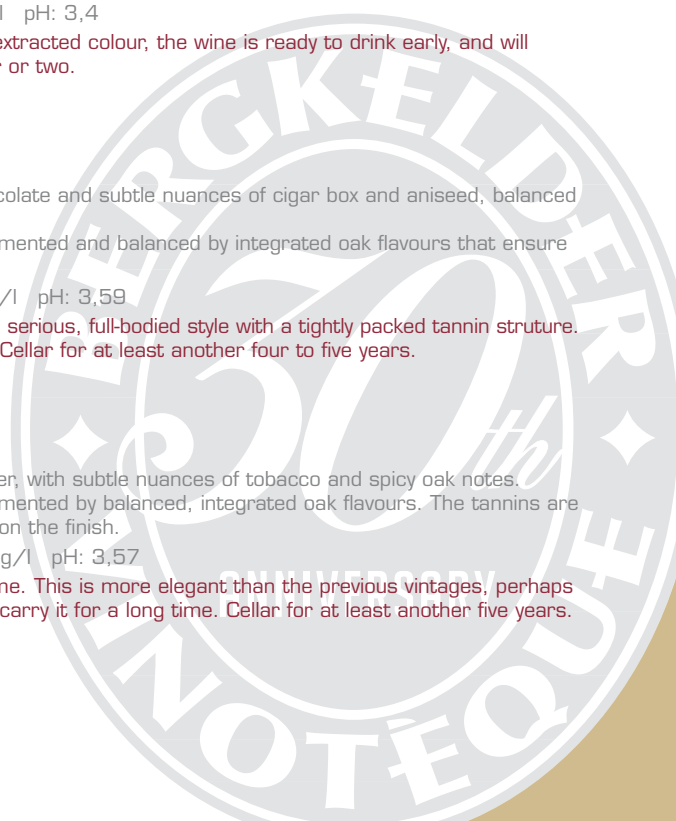 pH: 3,4
extracted colour, the wine is ready to drink early, and will
or two.
colate and subtle nuances of cigar box and aniseed, balanced
mented and balanced by integrated oak flavours that ensure
/l pH: 3,59
serious, full-bodied style with a tightly packed tannin struture.
Cellar for at least another four to five years.
er, with subtle nuances of tobacco and spicy oak notes.
mented by balanced, integrated oak flavours. The tannins are
on the finish.
g/l pH: 3,57
me. This is more elegant than the previous vintages, perhaps
carry it for a long time. Cellar for at least another five years.
BERGKELDER
30th
ANNIVERSARY
VINOTÈQUE